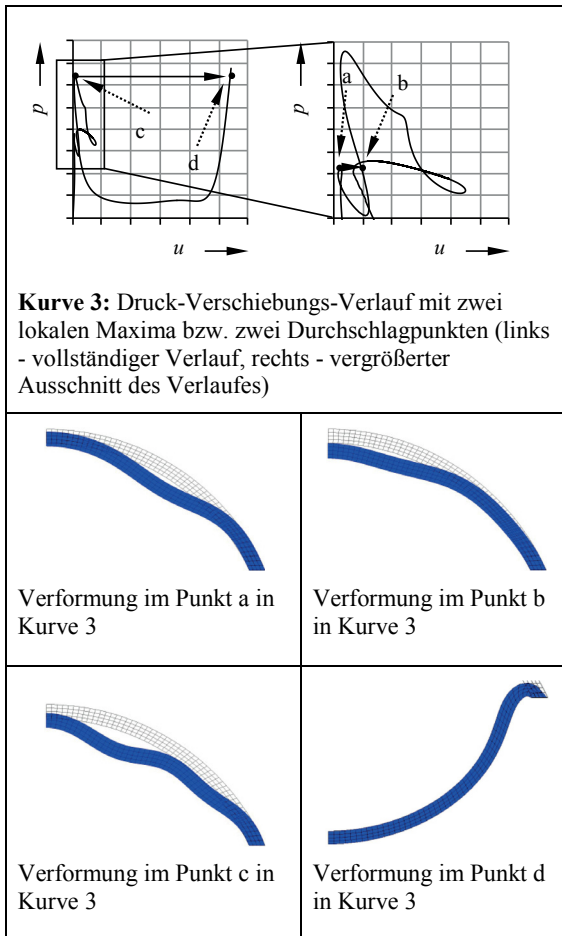 p
c
d
u
p
a
b
u
Kurve 3: Druck-Verschiebungs-Verlauf mit zwei
lokalen Maxima bzw. zwei Durchschlagpunkten (links
- vollständiger Verlauf, rechts - vergrößerter
Ausschnitt des Verlaufes)
Verformung im Punkt a in
Kurve 3
Verformung im Punkt b
in Kurve 3
Verformung im Punkt c in
Kurve 3
Verformung im Punkt d
in Kurve 3